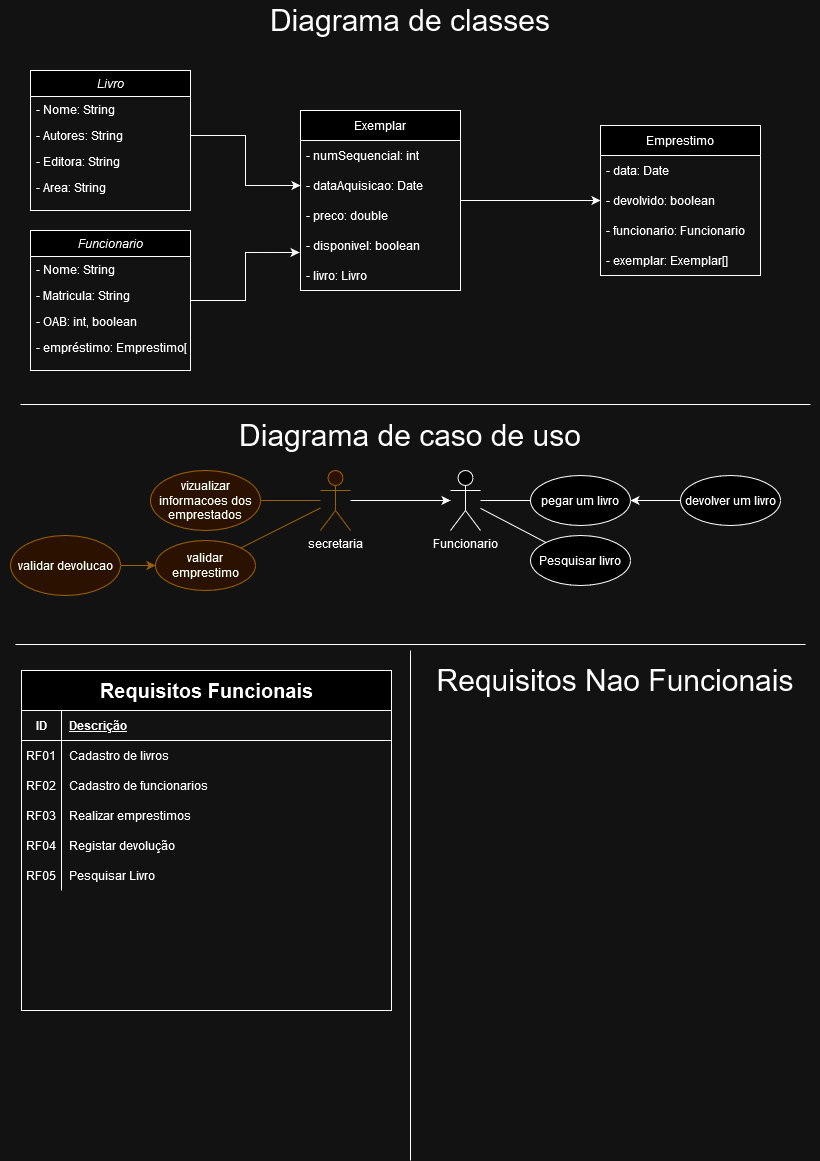 Diagrama de classes
Livro
- Nome: String
- Autores: String
- Editora: String
- Area: String
Funcionario
- Nome: String
- Matricula: String
- OAB: int, boolean
- empréstimo: Emprestimo[
Exemplar
- numSequencial: int
- dataAquisicao: Date
- preco: double
- disponivel: boolean
- livro: Livro
Emprestimo
- data: Date
- devolvido: boolean
- funcionario: Funcionario
- exemplar: Exemplar[]
Diagrama de caso de uso
vizualizar
informacoes dos
emprestados
validar devolucao
validar
emprestimo
secretaria
Funcionario
pegar um livro
devolver um livro
Pesquisar livro
Requisitos Funcionais
ID Descrição
RF01 Cadastro de livros
RF02 Cadastro de funcionarios
RF03 Realizar emprestimos
RF04 Registar devolução
RF05 Pesquisar Livro
Requisitos Nao Funcionais